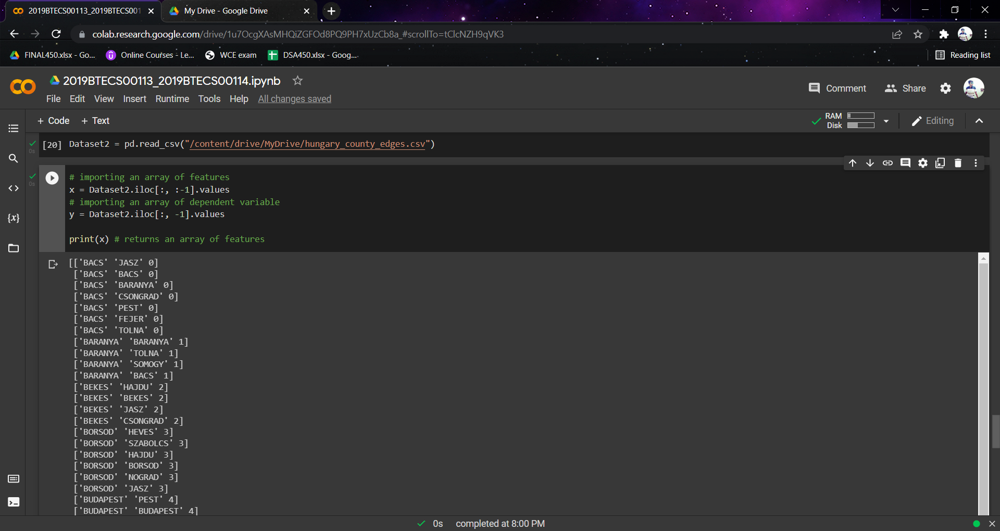 2019BTECS00113_2019BTECS001
My Drive - Google Drive
colab.research.google.com/drive/1u7OcgXAsMHQiZGFOd8PQ9PH7xUzCb8a_#scrollTo=tClcNZH9qVK3
FINAL450.xlsx - Go... Online Courses - Le... WCE exam DSA450.xlsx - Goog... Reading list
2019BTECS00113_2019BTECS00114.ipynb
Comment Share
File Edit View Insert Runtime Tools Help All changes saved
+ Code + Text
RAM
Disk
Editing
[20] Dataset2 = pd.read_csv("/content/drive/MyDrive/hungary_county_edges.csv")
0s
0s
{x}
# importing an array of features
x = Dataset2.iloc[:, :-1].values
# importing an array of dependent variable
y = Dataset2.iloc[:, -1].values
print(x) # returns an array of features
[['BACS' 'JASZ' 0]
['BACS' 'BACS' 0]
['BACS' 'BARANYA' 0]
['BACS' 'CSONGRAD' 0]
['BACS' 'PEST' 0]
['BACS' 'FEJER' 0]
['BACS' 'TOLNA' 0]
['BARANYA' 'BARANYA' 1]
['BARANYA' 'TOLNA' 1]
['BARANYA' 'SOMOGY' 1]
['BARANYA' 'BACS' 1]
['BEKES' 'HAJDU' 2]
['BEKES' 'BEKES' 2]
['BEKES' 'JASZ' 2]
['BEKES' 'CSONGRAD' 2]
['BORSOD' 'HEVES' 3]
['BORSOD' 'SZABOLCS' 3]
['BORSOD' 'HAJDU' 3]
['BORSOD' 'BORSOD' 3]
['BORSOD' 'NOGRAD' 3]
['BORSOD' 'JASZ' 3]
['BUDAPEST' 'PEST' 4]
['BUDAPEST' 'BUDAPEST' 4]
0s completed at 8:00 PM